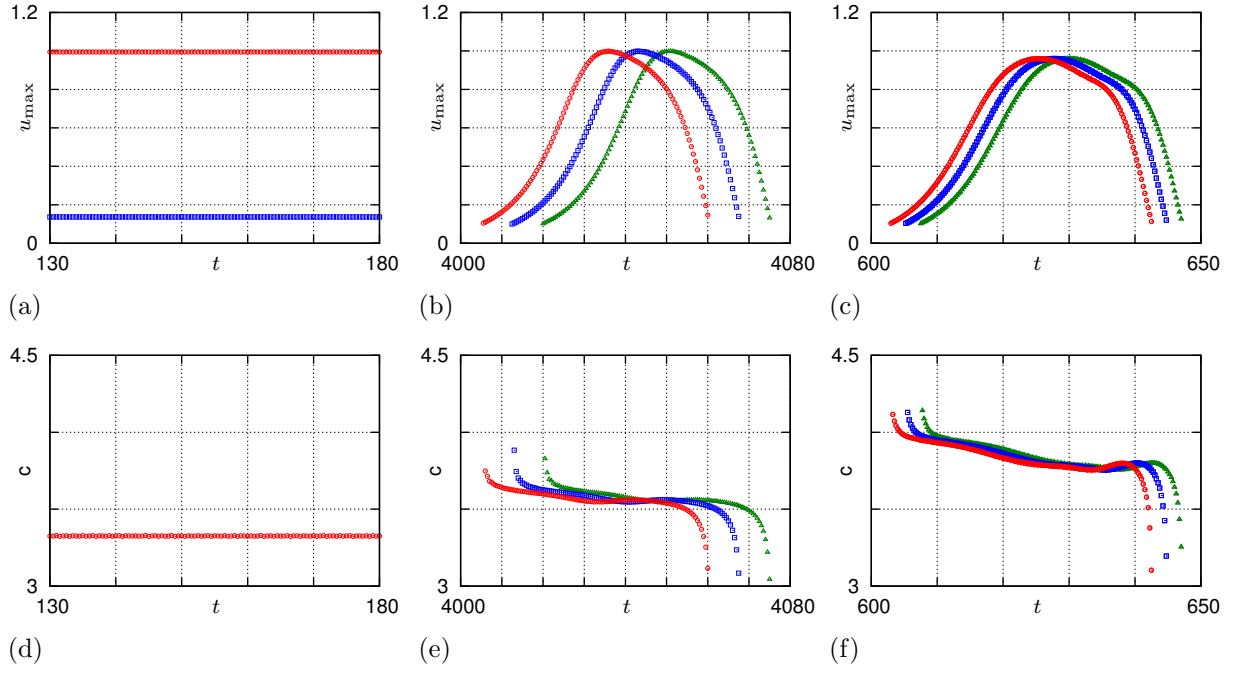 1.2
u_max
0
130 t 180
(a)
1.2
u_max
0
4000 t 4080
(b)
1.2
u_max
0
600 t 650
(c)
4.5
c
3
130 t 180
(d)
4.5
c
3
4000 t 4080
(e)
4.5
c
3
600 t 650
(f)